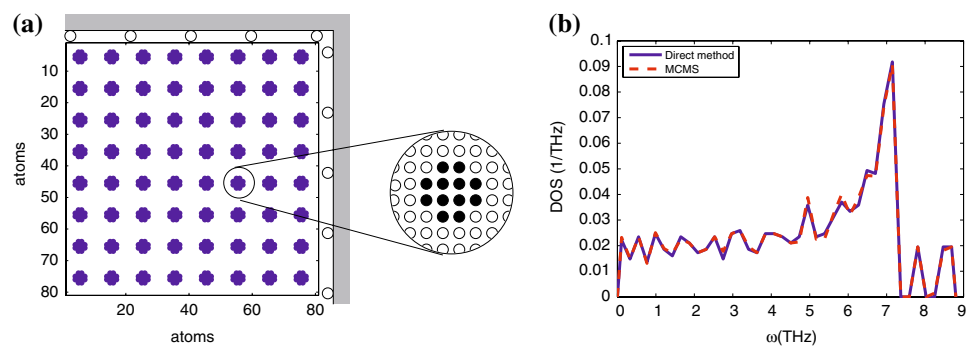 (a)
10
20
30
40
50
60
70
80
atoms
20
40
60
80
atoms
(b)
0.1
0.09
0.08
0.07
0.06
0.05
0.04
0.03
0.02
0.01
0
DOS (1/THz)
Direct method
MCMS
0 1 2 3 4 5 6 7 8 9
ω(THz)